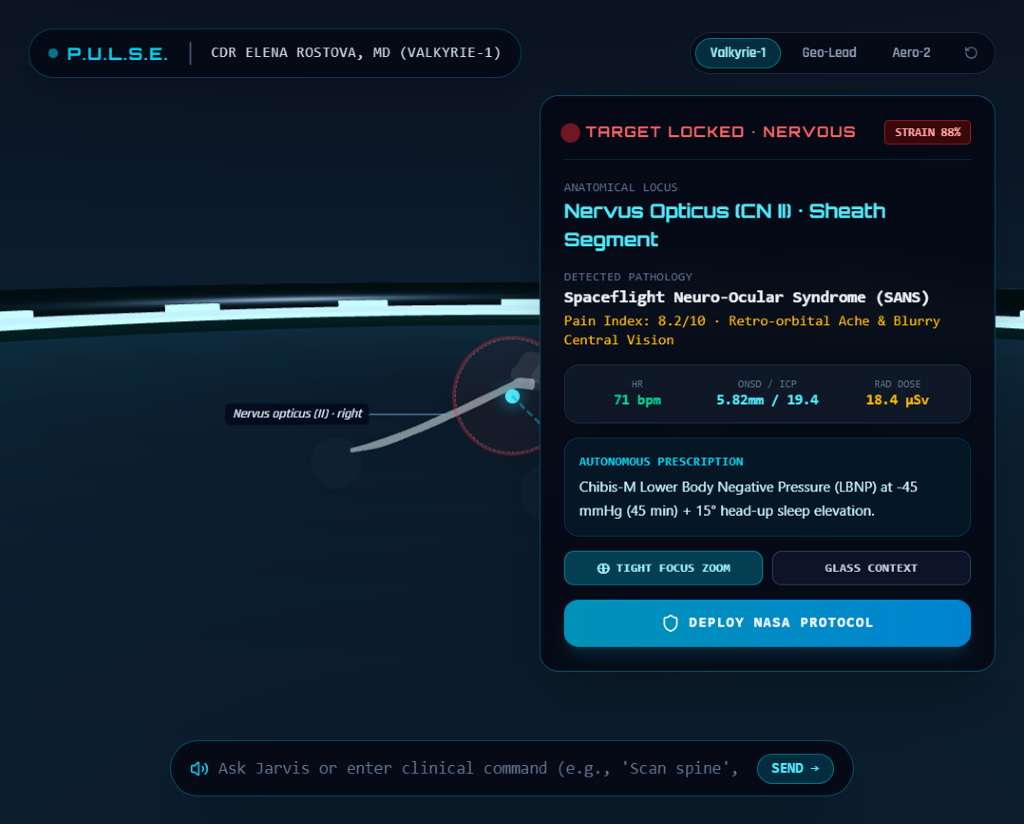 P.U.L.S.E.
CDR ELENA ROSTOVA, MD (VALKYRIE-1)
Valkyrie-1
Geo-Lead
Aero-2
TARGET LOCKED · NERVOUS
STRAIN 88%
ANATOMICAL LOCUS
Nervus Opticus (CN II) · Sheath
Segment
DETECTED PATHOLOGY
Spaceflight Neuro-Ocular Syndrome (SANS)
Pain Index: 8.2/10 · Retro-orbital Ache & Blurry
Central Vision
HR
71 bpm
ONSD / ICP
5.82mm / 19.4
RAD DOSE
18.4 µSv
Nervus opticus (II) · right
AUTONOMOUS PRESCRIPTION
Chibis-M Lower Body Negative Pressure (LBNP) at -45
mmHg (45 min) + 15° head-up sleep elevation.
TIGHT FOCUS ZOOM
GLASS CONTEXT
DEPLOY NASA PROTOCOL
Ask Jarvis or enter clinical command (e.g., 'Scan spine',
SEND →